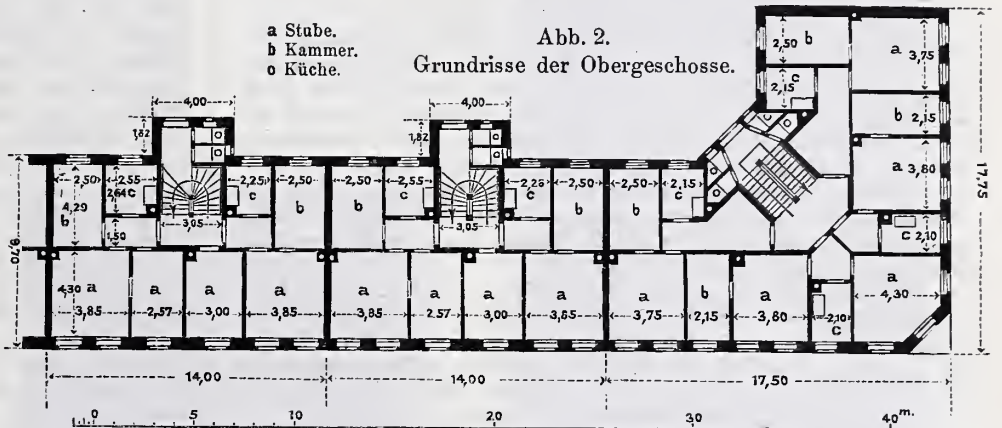 a Stube.
b Kammer.
c Küche.
Abb. 2.
Grundrisse der Obergeschosse.
4,00
4,00
1,82
1,82
2,50 b
a 3,75
2,15 c
b 2,15
a 3,80
c 2,10
17,75
2,50
2,55
2,25
2,50
2,50
2,55
2,25
2,50
2,50
2,15
b
4,29
2,64
c
c
b
b
c
c
b
b
c
1,50
3,05
3,05
9,70
4,30
a
a
a
a
a
a
a
a
a
b
a
a
3,85
2,57
3,00
3,85
3,85
2,57
3,00
3,85
3,75
2,15
3,80
2,10
c
4,30
14,00
14,00
17,50
0
5
10
20
30
40 m.